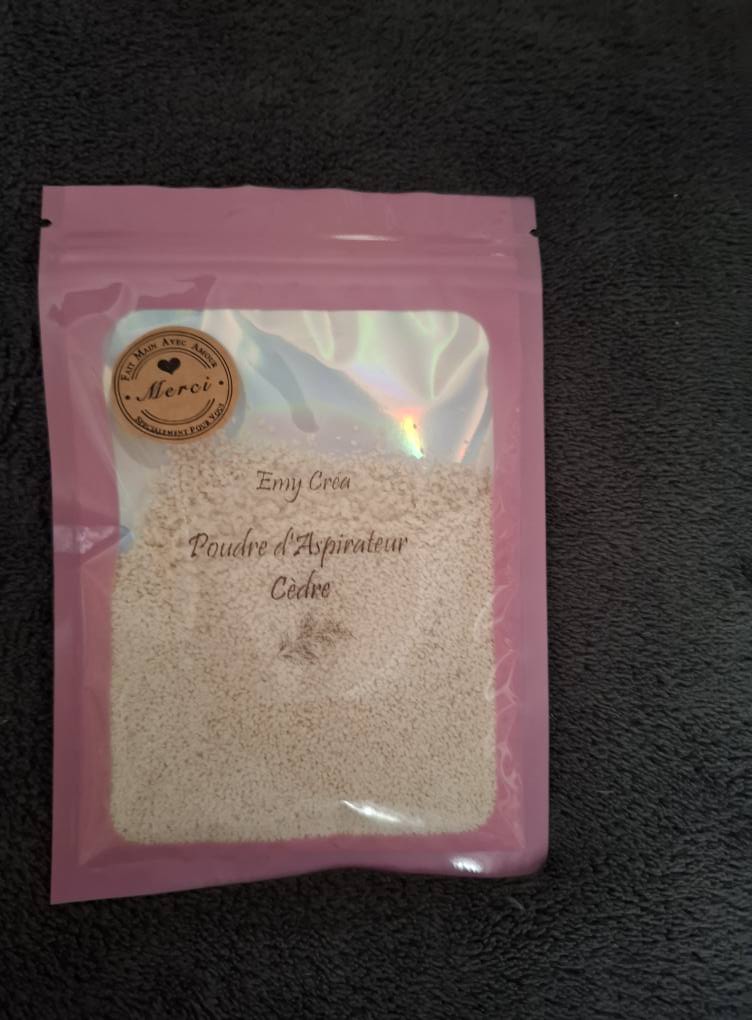 Fait Main Avec Amour
Merci
Spécialement Pour Vous
Emy Créa
Poudre d'Aspirateur
Cèdre